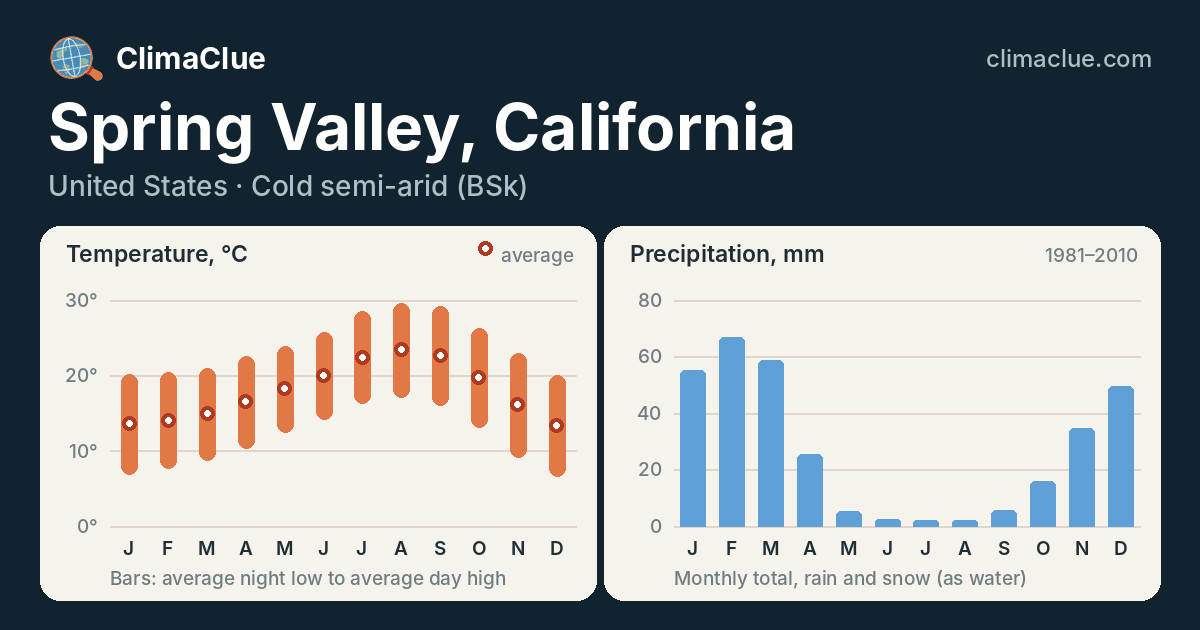 ClimaClue
climaclue.com
Spring Valley, California
United States · Cold semi-arid (BSk)
Temperature, °C
average
30°
20°
10°
0°
J F M A M J J A S O N D
Bars: average night low to average day high
Precipitation, mm
1981–2010
80
60
40
20
0
J F M A M J J A S O N D
Monthly total, rain and snow (as water)